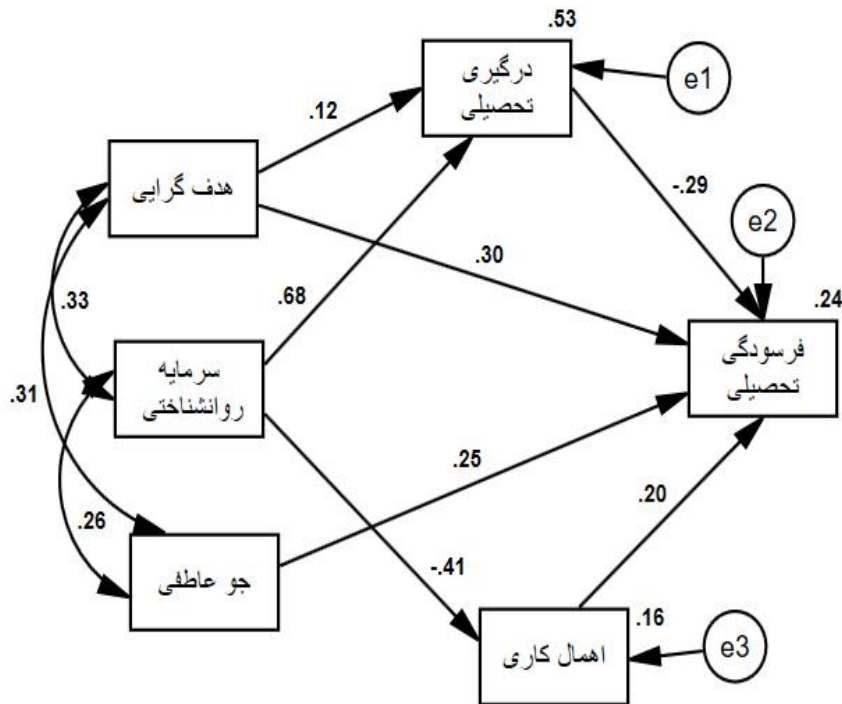 .53
درگیری
تحصیلی
e1
.12
هدف گرایی
-.29
e2
.30
.33
.68
.24
فرسودگی
تحصیلی
سرمایه
روانشناختی
.31
.25
.20
.26
-.41
جو عاطفی
.16
اهمال کاری
e3